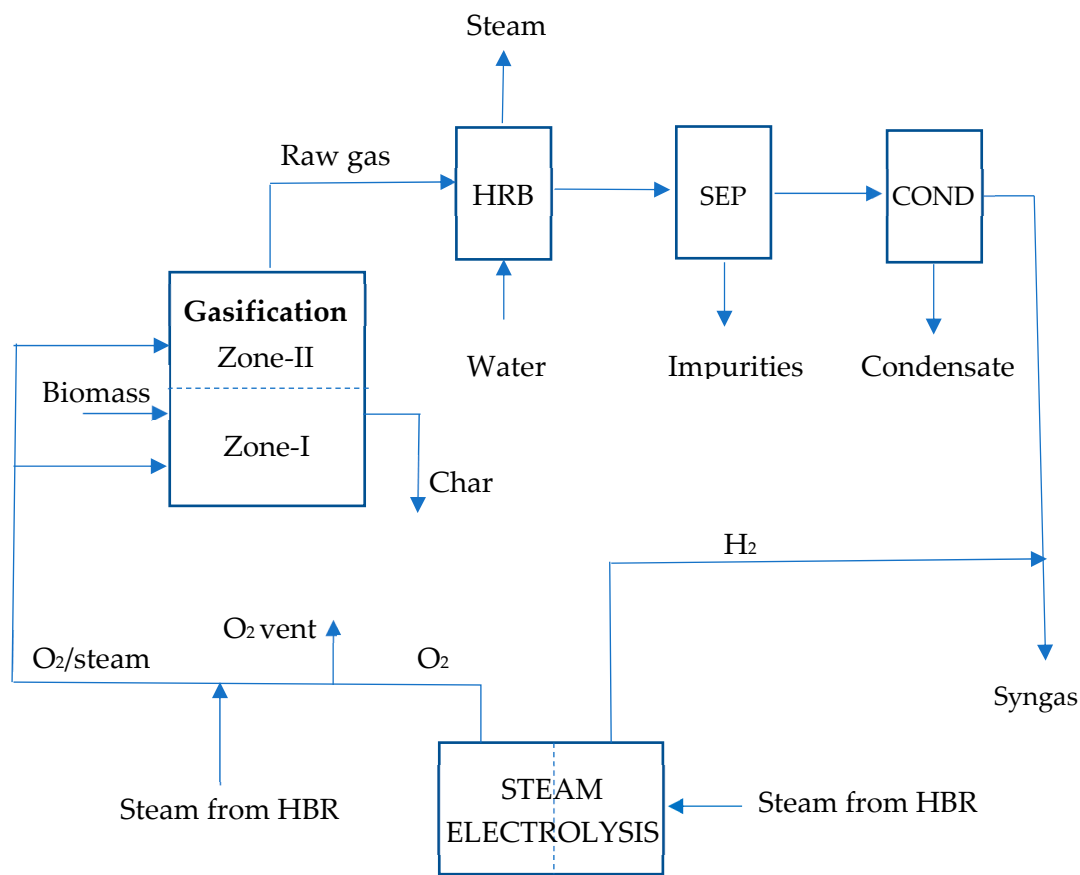 Steam
Raw gas
HRB
SEP
COND
Gasification
Zone-II
Water
Impurities
Condensate
Biomass
Zone-I
Char
H₂
O₂ vent
O₂/steam
O₂
Syngas
STEAM
ELECTROLYSIS
Steam from HBR
Steam from HBR